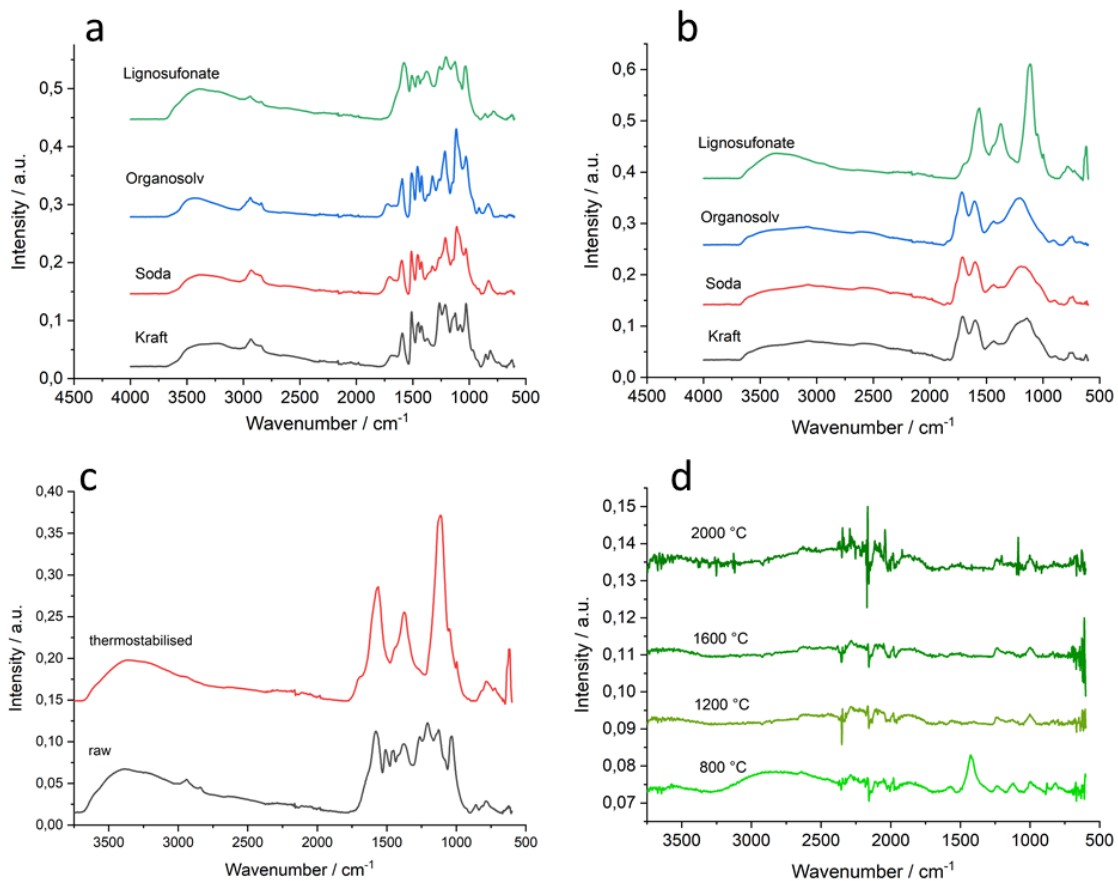 a
Lignosufonate
Organosolv
Soda
Kraft
0,5
0,4
0,3
0,2
0,1
0,0
Intensity / a.u.
4500 4000 3500 3000 2500 2000 1500 1000 500
Wavenumber / cm-1
b
Lignosufonate
Organosolv
Soda
Kraft
0,6
0,5
0,4
0,3
0,2
0,1
0,0
Intensity / a.u.
4500 4000 3500 3000 2500 2000 1500 1000 500
Wavenumber / cm-1
c
thermostabilised
raw
0,40
0,35
0,30
0,25
0,20
0,15
0,10
0,05
0,00
Intensity / a.u.
3500 3000 2500 2000 1500 1000 500
Wavenumber / cm-1
d
2000 °C
1600 °C
1200 °C
800 °C
0,15
0,14
0,13
0,12
0,11
0,10
0,09
0,08
0,07
Intensity / a.u.
3500 3000 2500 2000 1500 1000 500
Wavenumber / cm-1